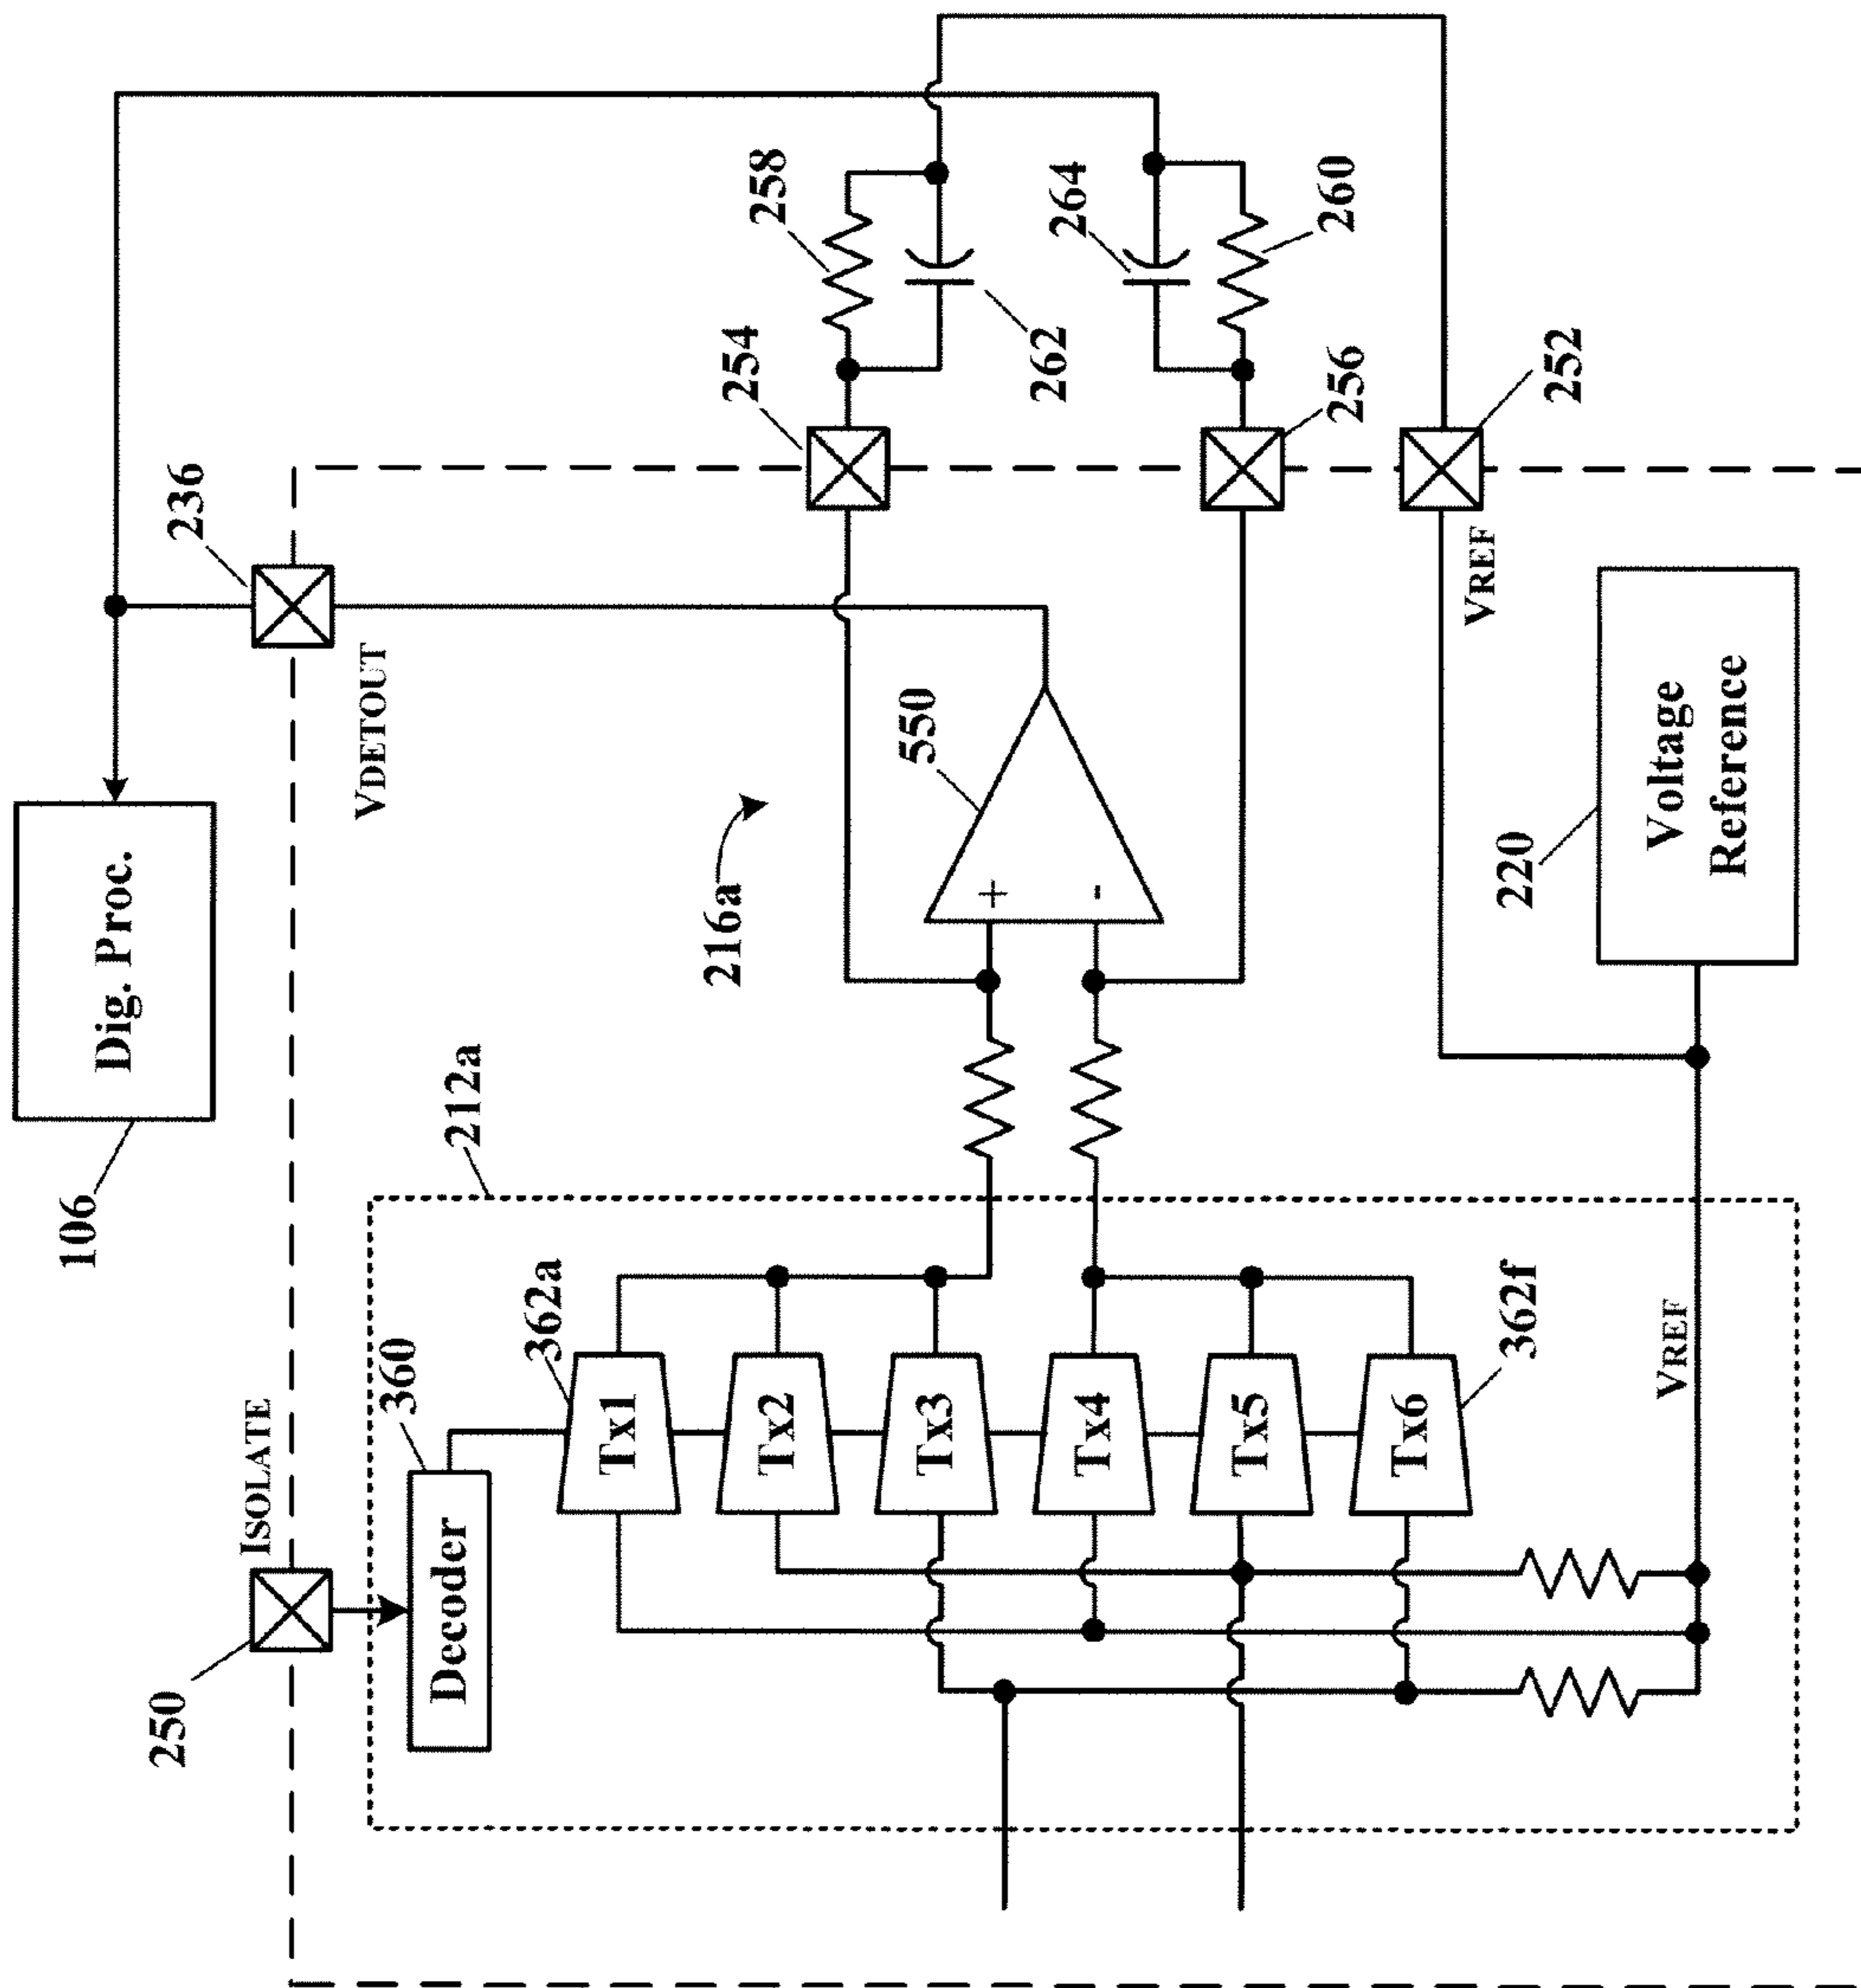 106
Dig. Proc.
236
VDETOUT
250
ISOLATE
360
Decoder
212a
362a
Tx1
Tx2
Tx3
Tx4
Tx5
Tx6
362f
VREF
216a
550
+
-
254
258
262
264
260
256
252
VREF
220
Voltage
Reference